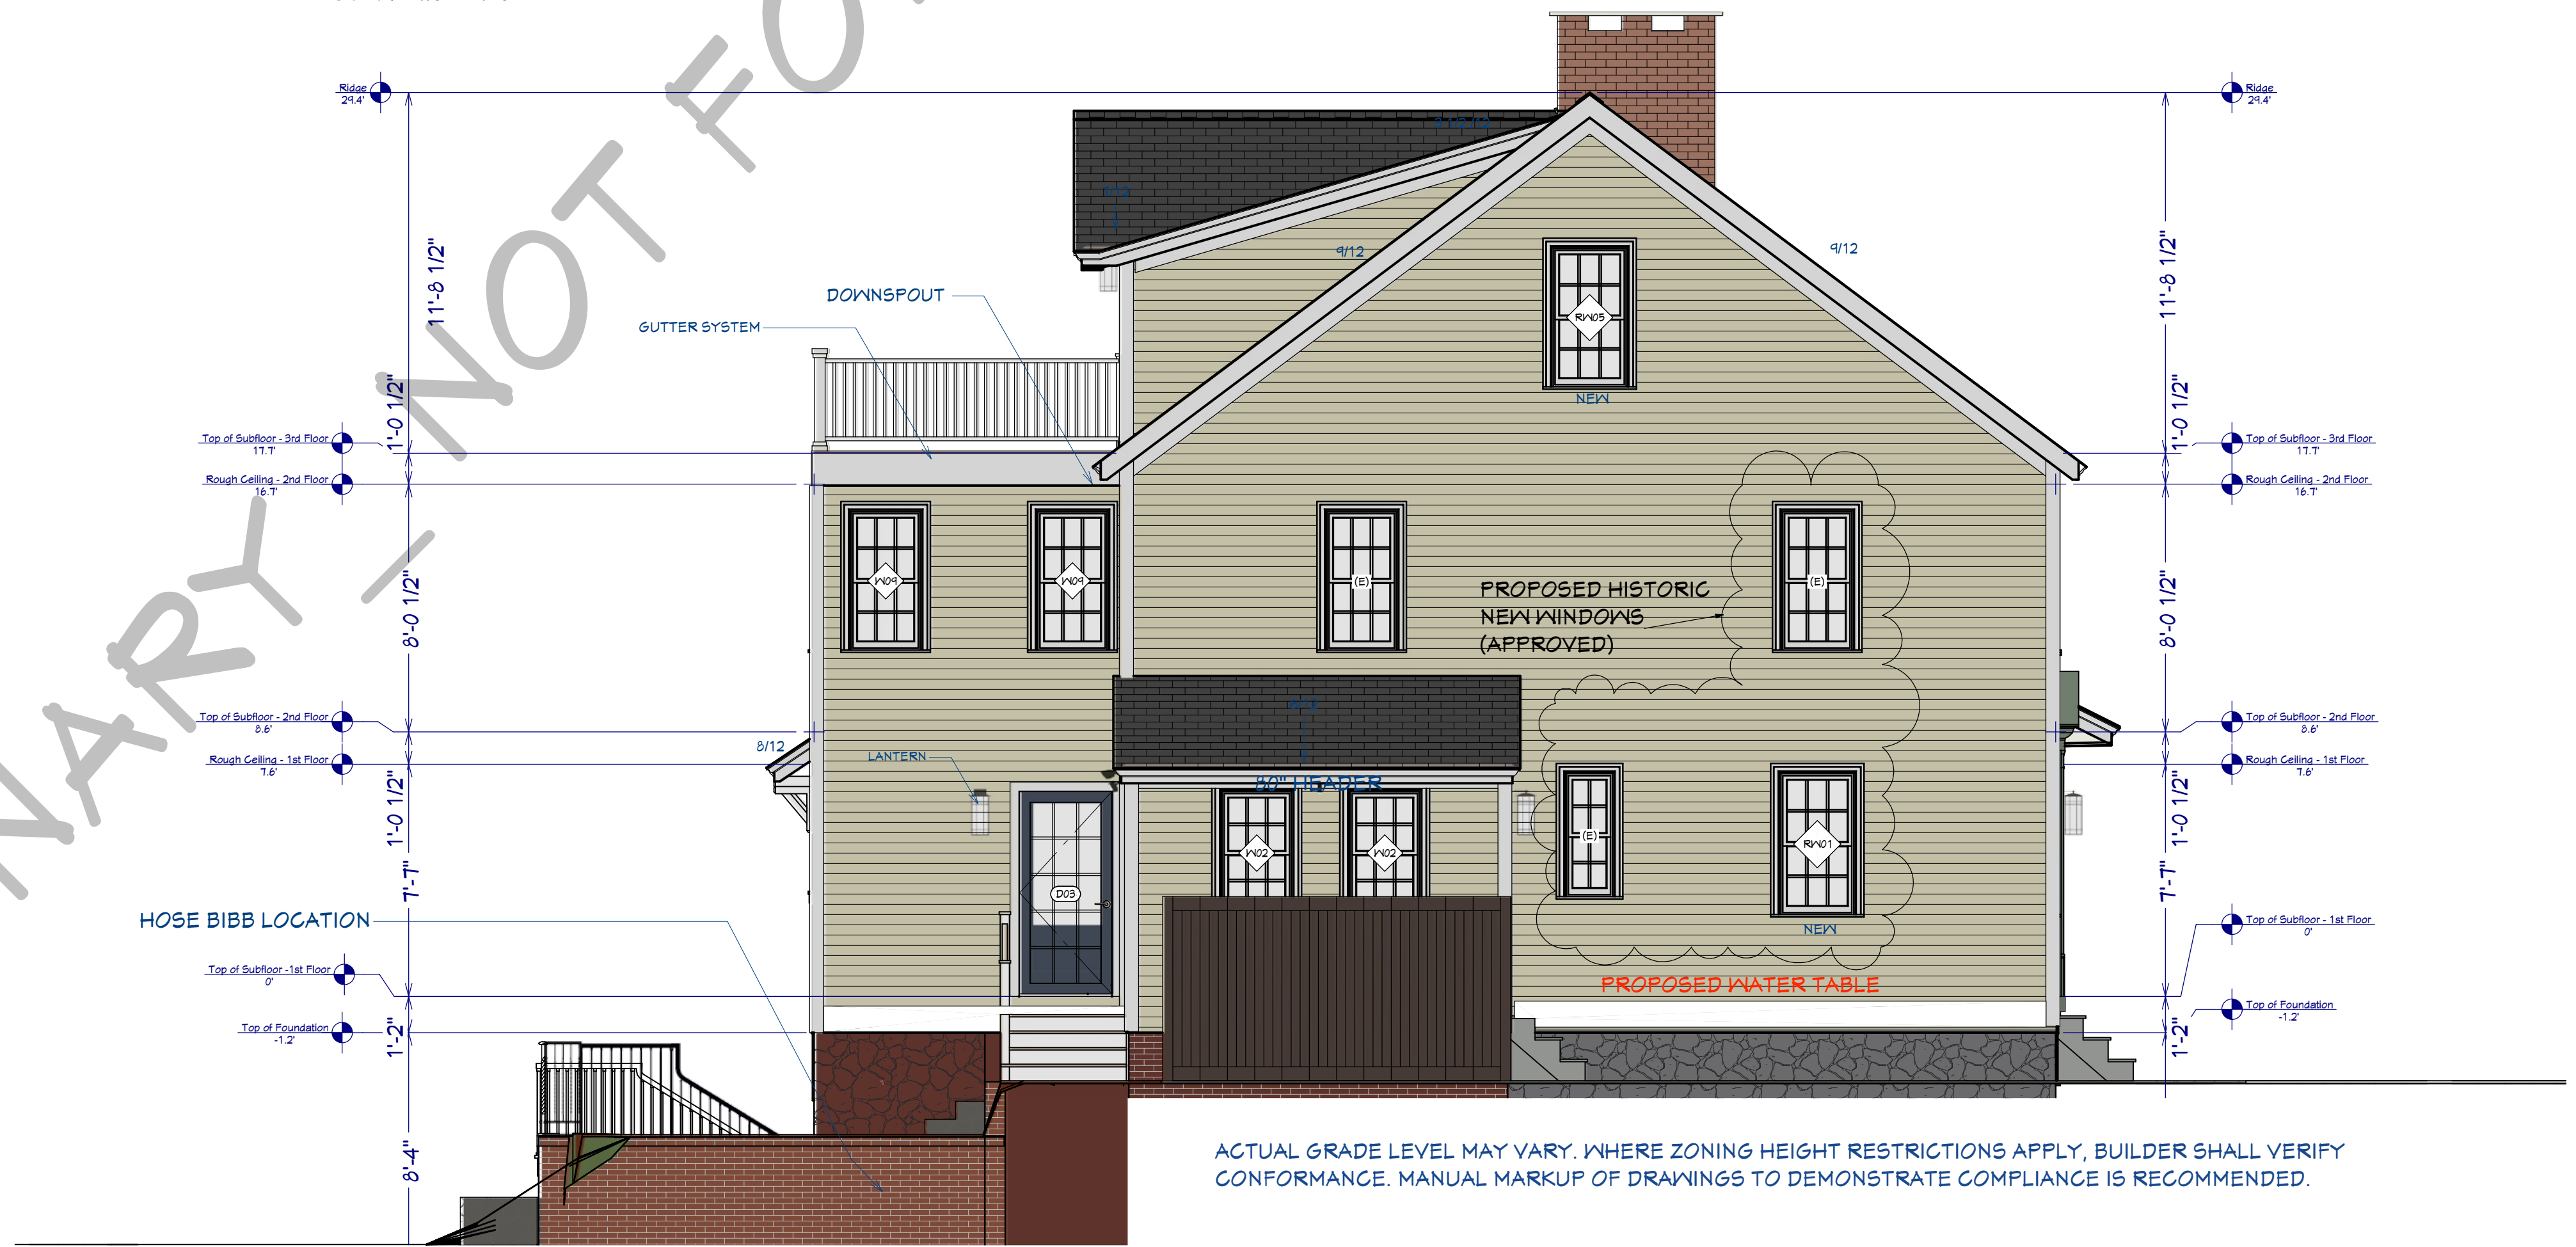 NARY_NOT FO
Ridge
29.4'
Ridge
29.4'
9/12
9/12
11'-8 1/2"
11'-8 1/2"
DOWNSPOUT
GUTTER SYSTEM
RW05
NEW
1'-0 1/2"
1'-0 1/2"
Top of Subfloor - 3rd Floor
17.7'
Top of Subfloor - 3rd Floor
17.7'
Rough Ceiling - 2nd Floor
16.7'
Rough Ceiling - 2nd Floor
16.7'
W09
W09
(E)
(E)
PROPOSED HISTORIC
NEW WINDOWS
(APPROVED)
8'-0 1/2"
8'-0 1/2"
Top of Subfloor - 2nd Floor
8.6'
Top of Subfloor - 2nd Floor
8.6'
Rough Ceiling - 1st Floor
7.6'
Rough Ceiling - 1st Floor
7.6'
8/12
LANTERN
80" HEADER
1'-0 1/2"
1'-0 1/2"
W02
W02
(E)
RW01
D03
7'-7"
7'-7"
HOSE BIBB LOCATION
NEW
Top of Subfloor -1st Floor
0'
Top of Subfloor - 1st Floor
0'
PROPOSED WATER TABLE
Top of Foundation
-1.2'
Top of Foundation
-1.2'
1'-2"
1'-2"
8'-4"
ACTUAL GRADE LEVEL MAY VARY. WHERE ZONING HEIGHT RESTRICTIONS APPLY, BUILDER SHALL VERIFY
CONFORMANCE. MANUAL MARKUP OF DRAWINGS TO DEMONSTRATE COMPLIANCE IS RECOMMENDED.